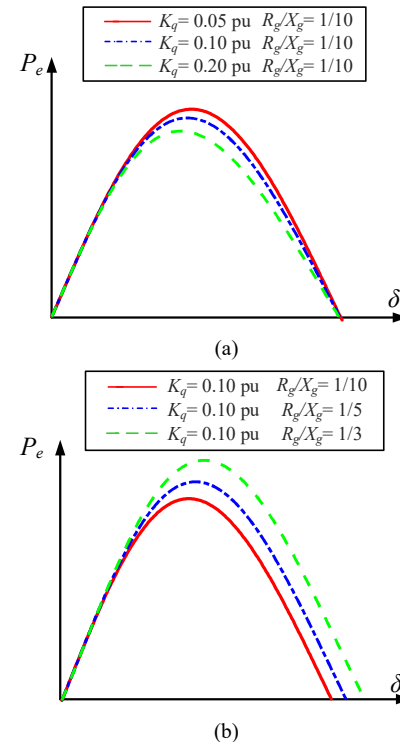 K_q = 0.05 pu R_g/X_g = 1/10
K_q = 0.10 pu R_g/X_g = 1/10
K_q = 0.20 pu R_g/X_g = 1/10
P_e
δ
(a)
K_q = 0.10 pu R_g/X_g = 1/10
K_q = 0.10 pu R_g/X_g = 1/5
K_q = 0.10 pu R_g/X_g = 1/3
P_e
δ
(b)